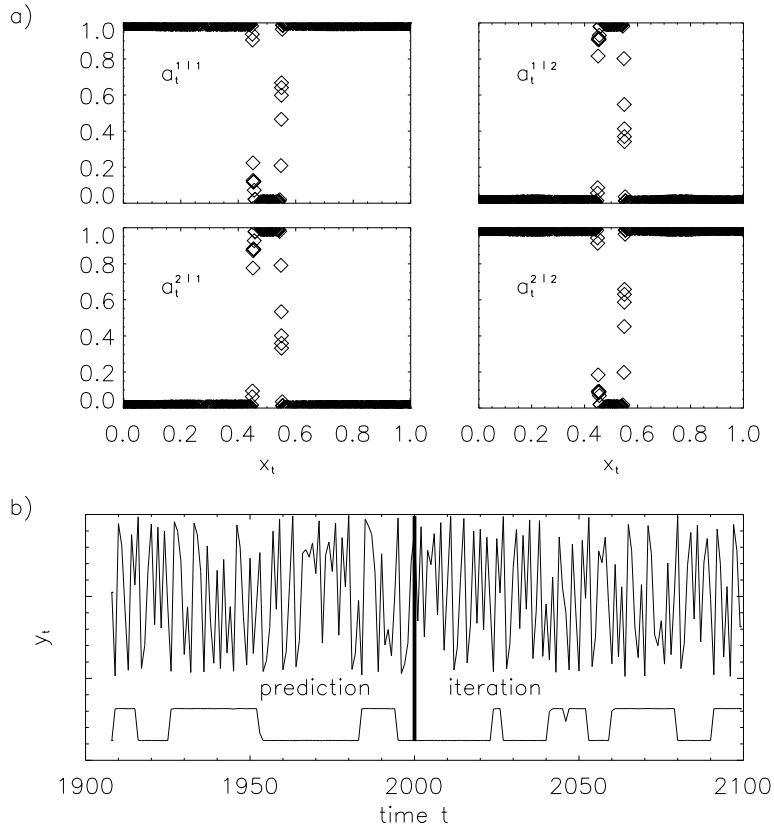 a)
1.0
0.8
0.6
0.4
0.2
0.0
a_t^{1|1}
a_t^{1|2}
1.0
0.8
0.6
0.4
0.2
0.0
a_t^{2|1}
a_t^{2|2}
0.0 0.2 0.4 0.6 0.8 1.0
0.0 0.2 0.4 0.6 0.8 1.0
x_t
x_t
b)
y_t
prediction
iteration
1900 1950 2000 2050 2100
time t